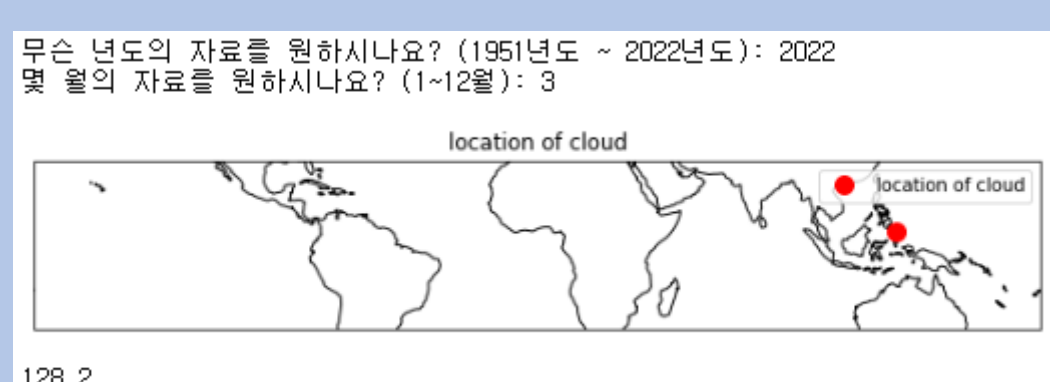 무슨 년도의 자료를 원하시나요? (1951년도 ~ 2022년도): 2022
몇 월의 자료를 원하시나요? (1~12월): 3
location of cloud
location of cloud
128 2